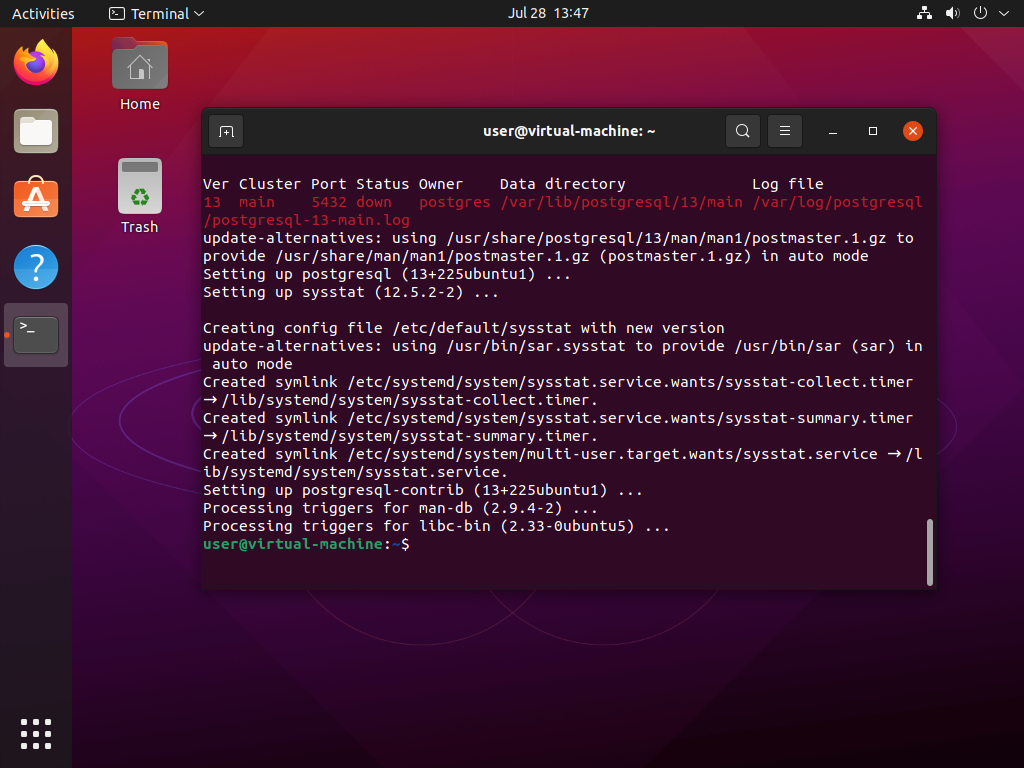 Activities
Terminal
Jul 28 13:47
Home
Trash
user@virtual-machine: ~
Ver Cluster Port Status Owner    Data directory              Log file
13  main    5432 down   postgres /var/lib/postgresql/13/main /var/log/postgresql
/postgresql-13-main.log
update-alternatives: using /usr/share/postgresql/13/man/man1/postmaster.1.gz to
provide /usr/share/man/man1/postmaster.1.gz (postmaster.1.gz) in auto mode
Setting up postgresql (13+225ubuntu1) ...
Setting up sysstat (12.5.2-2) ...
Creating config file /etc/default/sysstat with new version
update-alternatives: using /usr/bin/sar.sysstat to provide /usr/bin/sar (sar) in
 auto mode
Created symlink /etc/systemd/system/sysstat.service.wants/sysstat-collect.timer
→ /lib/systemd/system/sysstat-collect.timer.
Created symlink /etc/systemd/system/sysstat.service.wants/sysstat-summary.timer
→ /lib/systemd/system/sysstat-summary.timer.
Created symlink /etc/systemd/system/multi-user.target.wants/sysstat.service → /l
ib/systemd/system/sysstat.service.
Setting up postgresql-contrib (13+225ubuntu1) ...
Processing triggers for man-db (2.9.4-2) ...
Processing triggers for libc-bin (2.33-0ubuntu5) ...
user@virtual-machine:~$